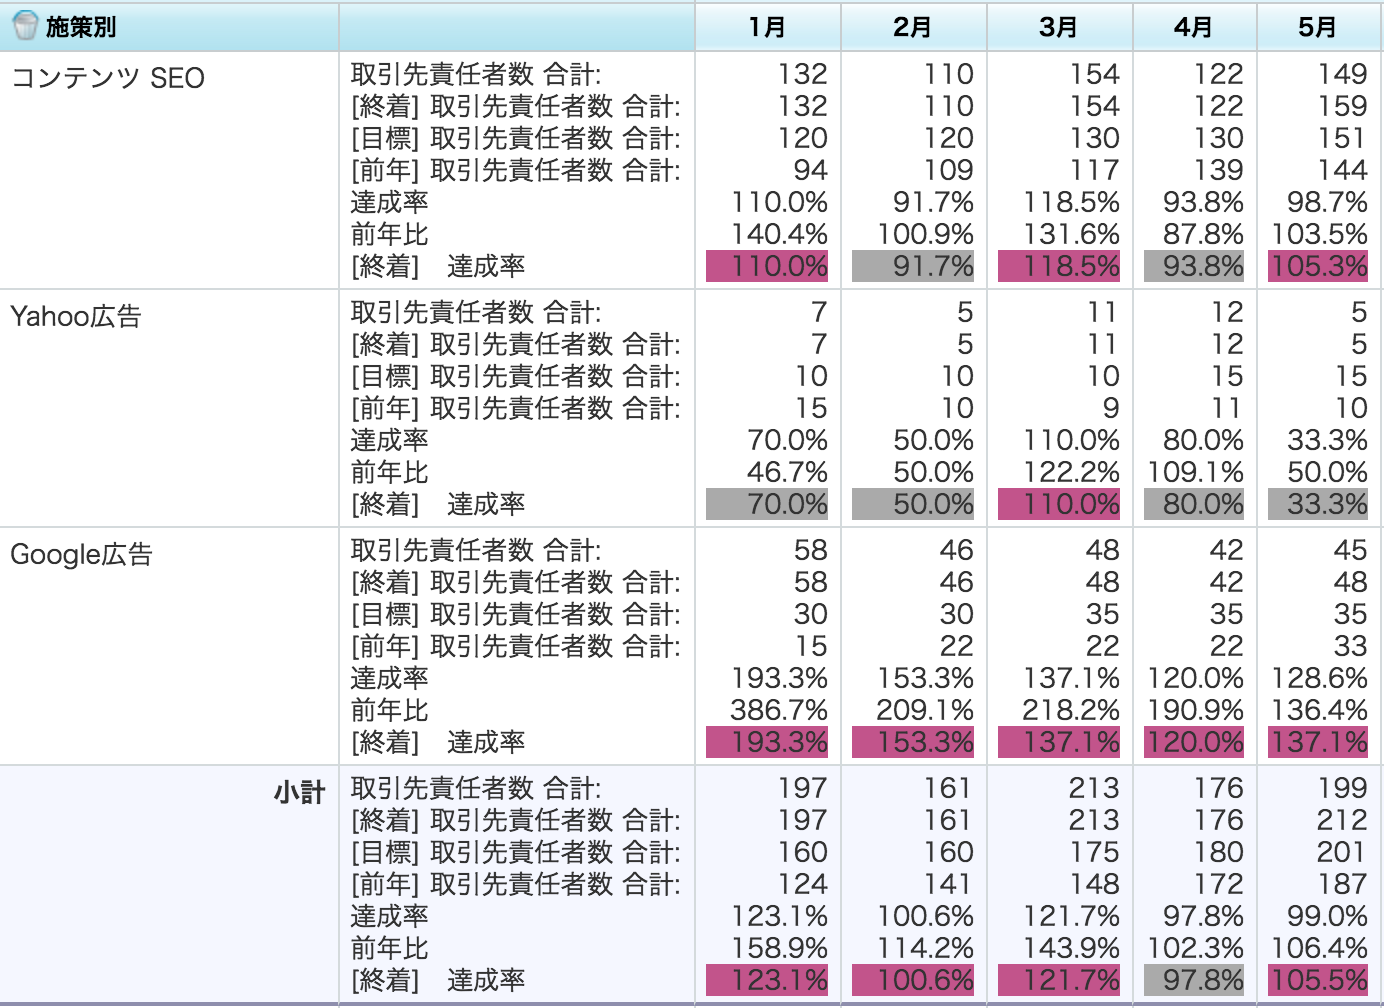 施策別 1月 2月 3月 4月 5月
コンテンツ SEO 取引先責任者数 合計: 132 110 154 122 149
[終着] 取引先責任者数 合計: 132 110 154 122 159
[目標] 取引先責任者数 合計: 120 120 130 130 151
[前年] 取引先責任者数 合計: 94 109 117 139 144
達成率 110.0% 91.7% 118.5% 93.8% 98.7%
前年比 140.4% 100.9% 131.6% 87.8% 103.5%
[終着] 達成率 110.0% 91.7% 118.5% 93.8% 105.3%
Yahoo広告 取引先責任者数 合計: 7 5 11 12 5
[終着] 取引先責任者数 合計: 7 5 11 12 5
[目標] 取引先責任者数 合計: 10 10 10 15 15
[前年] 取引先責任者数 合計: 15 10 9 11 10
達成率 70.0% 50.0% 110.0% 80.0% 33.3%
前年比 46.7% 50.0% 122.2% 109.1% 50.0%
[終着] 達成率 70.0% 50.0% 110.0% 80.0% 33.3%
Google広告 取引先責任者数 合計: 58 46 48 42 45
[終着] 取引先責任者数 合計: 58 46 48 42 48
[目標] 取引先責任者数 合計: 30 30 35 35 35
[前年] 取引先責任者数 合計: 15 22 22 22 33
達成率 193.3% 153.3% 137.1% 120.0% 128.6%
前年比 386.7% 209.1% 218.2% 190.9% 136.4%
[終着] 達成率 193.3% 153.3% 137.1% 120.0% 137.1%
小計 取引先責任者数 合計: 197 161 213 176 199
[終着] 取引先責任者数 合計: 197 161 213 176 212
[目標] 取引先責任者数 合計: 160 160 175 180 201
[前年] 取引先責任者数 合計: 124 141 148 172 187
達成率 123.1% 100.6% 121.7% 97.8% 99.0%
前年比 158.9% 114.2% 143.9% 102.3% 106.4%
[終着] 達成率 123.1% 100.6% 121.7% 97.8% 105.5%